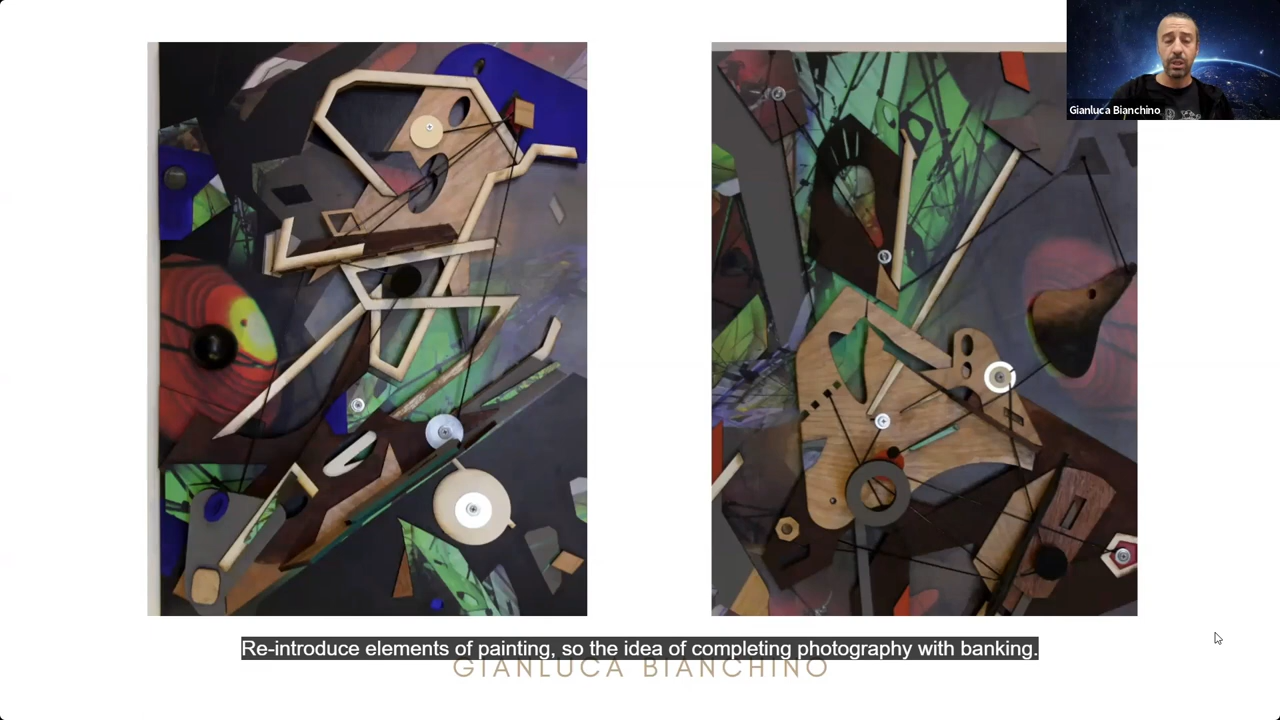 Gianluca Bianchino
Re-introduce elements of painting, so the idea of completing photography with banking.
GIANLUCA BIANCHINO